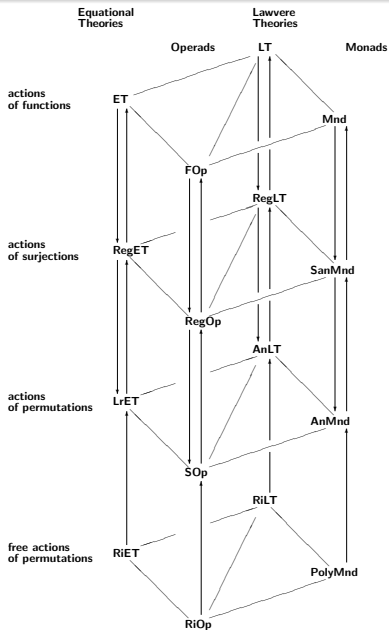 Equational
Theories
Lawvere
Theories
Operads
LT
Monads
actions
of functions
ET
Mnd
FOp
RegLT
actions
of surjections
RegET
SanMnd
RegOp
AnLT
actions
of permutations
LrET
AnMnd
SOp
RiLT
free actions
of permutations
RiET
PolyMnd
RiOp